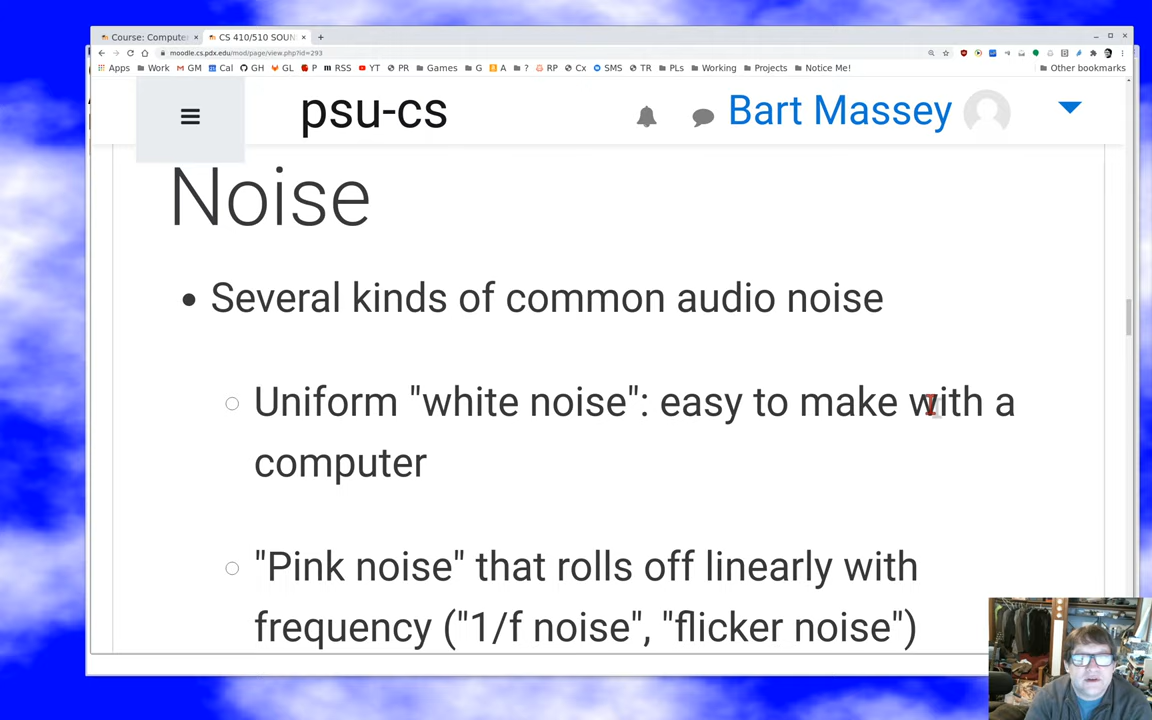 Course: Compute
CS 410/510 SOUN
moodle.cs.pdx.edu/mod/page/view.php?id=293
Apps Work GM Cal GH GL P RSS YT PR Games G A ? RP Cx SMS TR PLs Working Projects Notice Me! Other bookmarks
psu-cs
Bart Massey
Noise
Several kinds of common audio noise
Uniform "white noise": easy to make with a
computer
"Pink noise" that rolls off linearly with
frequency ("1/f noise", "flicker noise")